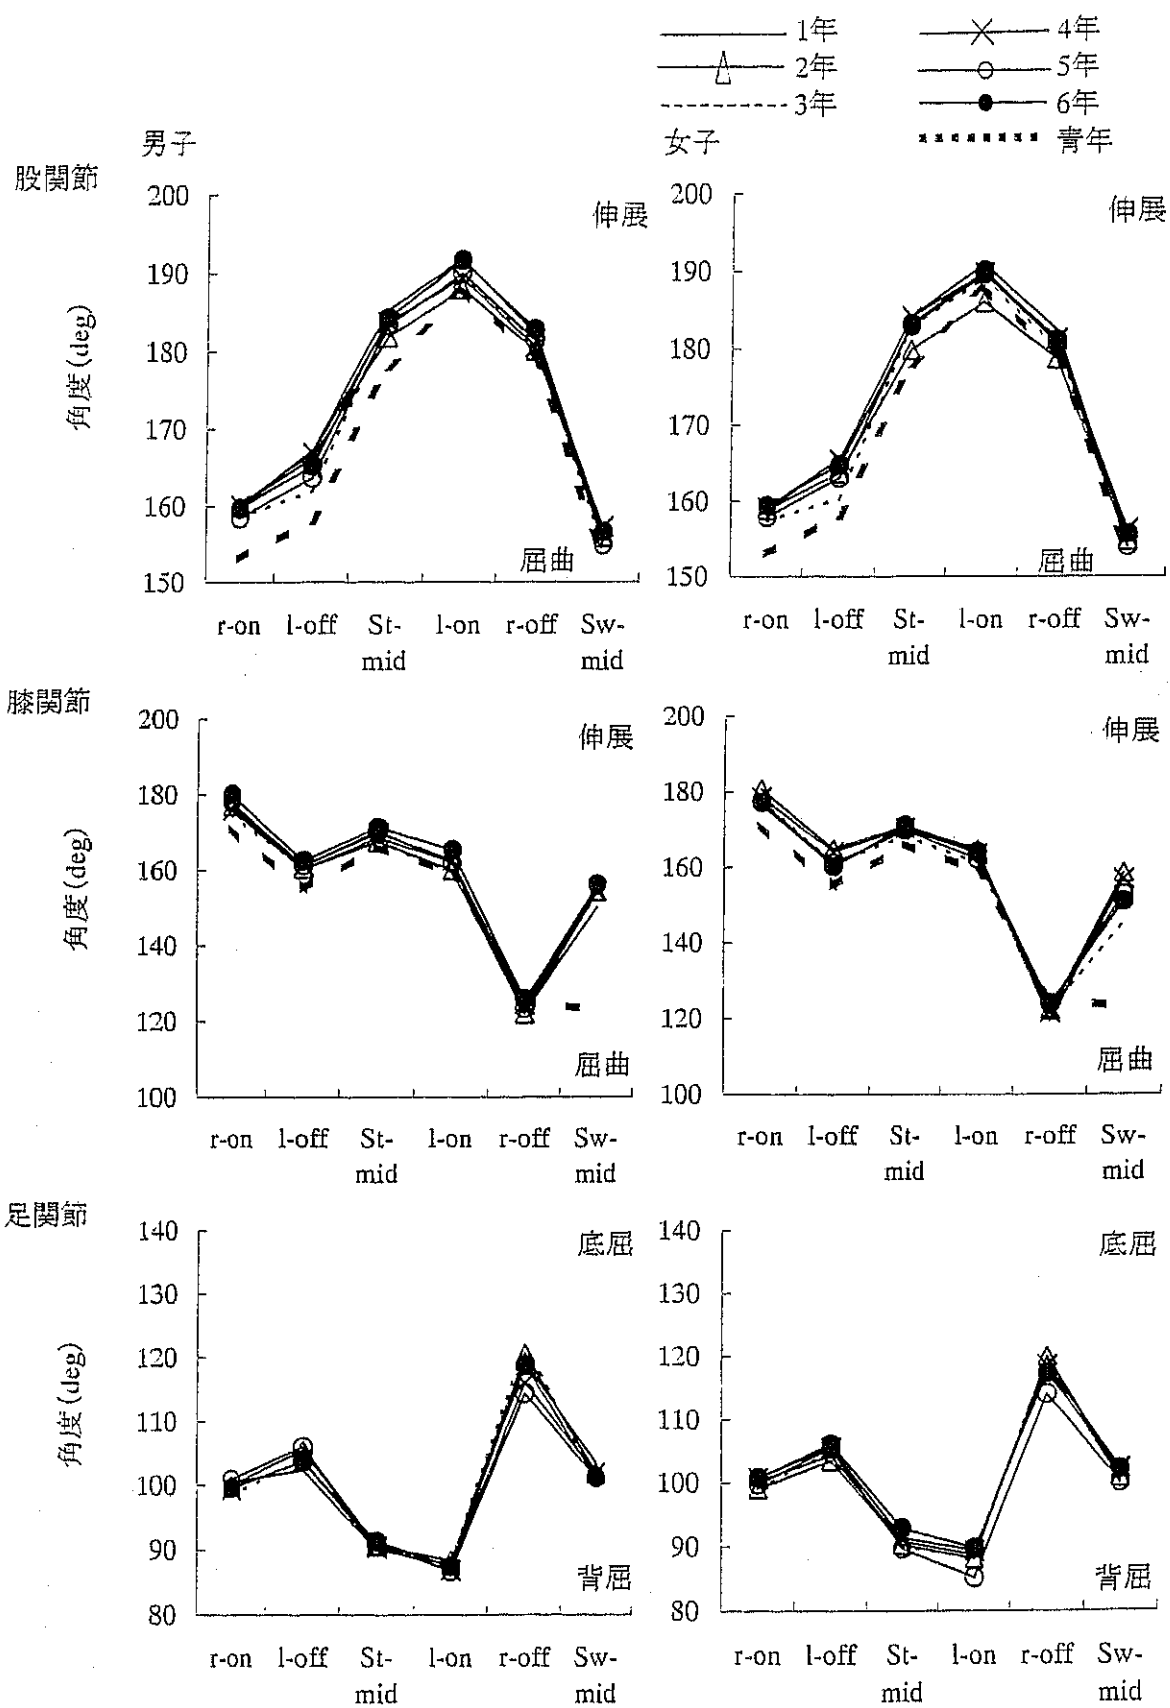 1年 4年
2年 5年
3年 6年
男子 女子 青年
股関節
200 200
伸展 伸展
190 190
180 180
170 170
160 160
150 150
角度(deg)
屈曲 屈曲
r-on l-off St-mid l-on r-off Sw-mid r-on l-off St-mid l-on r-off Sw-mid
膝関節
200 200
伸展 伸展
180 180
160 160
140 140
120 120
100 100
角度(deg)
屈曲 屈曲
r-on l-off St-mid l-on r-off Sw-mid r-on l-off St-mid l-on r-off Sw-mid
足関節
140 140
底屈 底屈
130 130
120 120
110 110
100 100
90 90
80 80
角度(deg)
背屈 背屈
r-on l-off St-mid l-on r-off Sw-mid r-on l-off St-mid l-on r-off Sw-mid